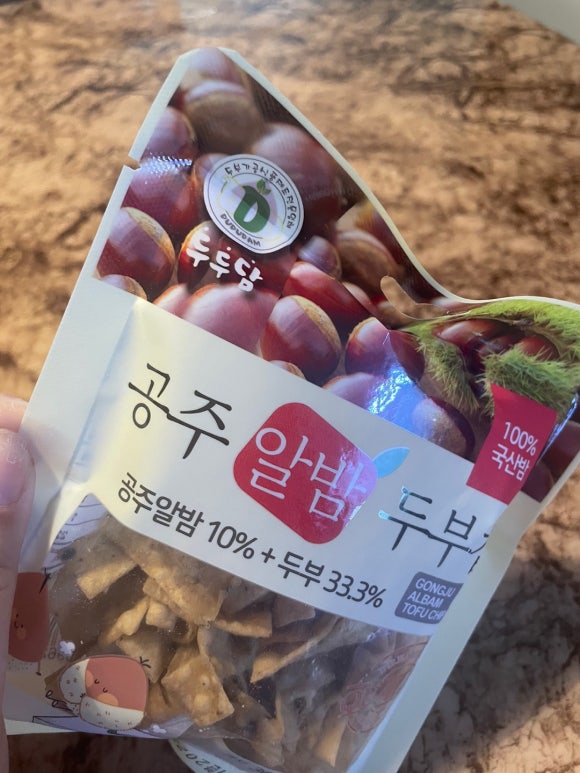 D
두두담
100%
국산밤
공주
알밤
두부
공주알밤 10% + 두부 33.3%
GONGJU
ALBAM
TOFU CHIP